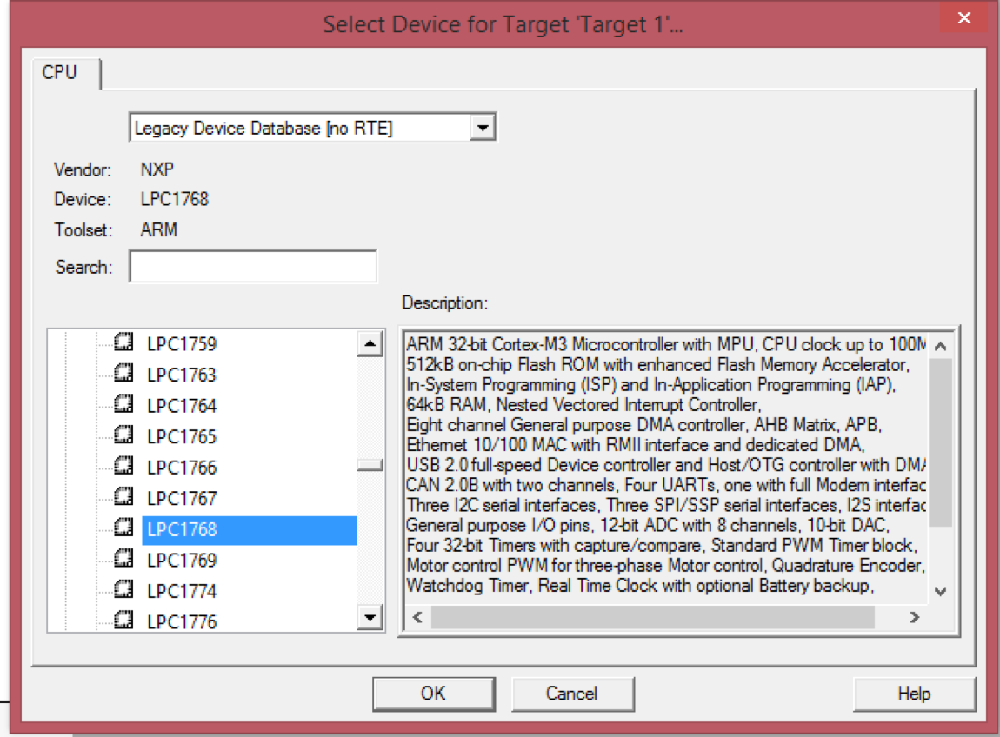 Select Device for Target 'Target 1'...
CPU
Legacy Device Database [no RTE]
Vendor: NXP
Device: LPC1768
Toolset: ARM
Search:
Description:
LPC1759
LPC1763
LPC1764
LPC1765
LPC1766
LPC1767
LPC1768
LPC1769
LPC1774
LPC1776
ARM 32-bit Cortex-M3 Microcontroller with MPU, CPU clock up to 100M
512kB on-chip Flash ROM with enhanced Flash Memory Accelerator,
In-System Programming (ISP) and In-Application Programming (IAP),
64kB RAM, Nested Vectored Interrupt Controller,
Eight channel General purpose DMA controller, AHB Matrix, APB,
Ethernet 10/100 MAC with RMII interface and dedicated DMA,
USB 2.0 full-speed Device controller and Host/OTG controller with DMA
CAN 2.0B with two channels, Four UARTs, one with full Modem interfac
Three I2C serial interfaces, Three SPI/SSP serial interfaces, I2S interfac
General purpose I/O pins, 12-bit ADC with 8 channels, 10-bit DAC,
Four 32-bit Timers with capture/compare, Standard PWM Timer block,
Motor control PWM for three-phase Motor control, Quadrature Encoder,
Watchdog Timer, Real Time Clock with optional Battery backup,
OK
Cancel
Help